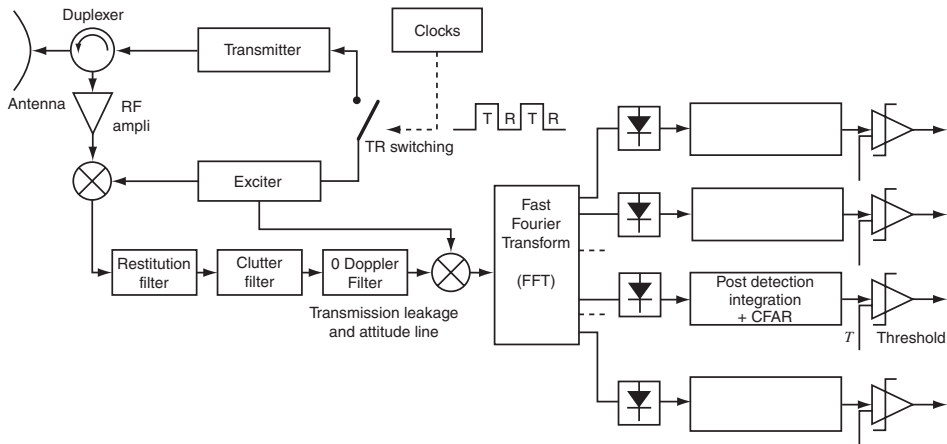 Duplexer
Transmitter
Clocks
Antenna
RF
ampli
T R T R
TR switching
Exciter
Fast
Fourier
Transform
(FFT)
Restitution
filter
Clutter
filter
0 Doppler
Filter
Transmission leakage
and attitude line
Post detection
integration
+ CFAR
T
Threshold